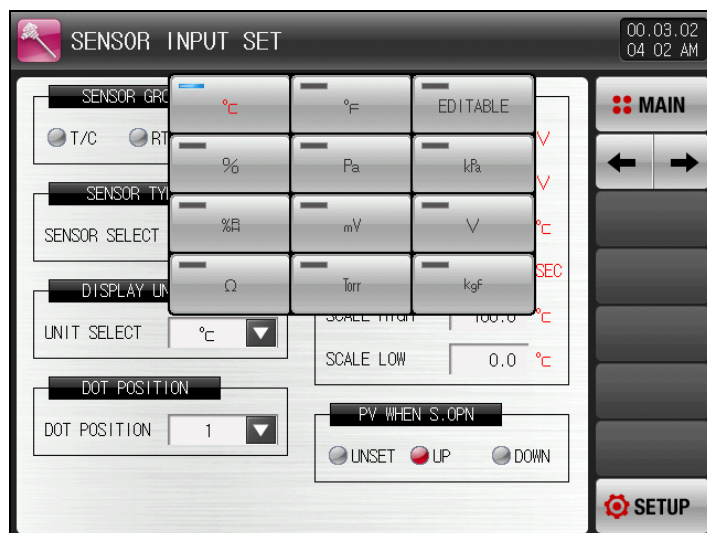 SENSOR INPUT SET
00.03.02
04 02 AM
SENSOR GRO
T/C
RT
℃
℉
EDITABLE
%
Pa
kPa
mV
V
Ω
Torr
kgF
V
V
℃
SEC
SENSOR TY
SENSOR SELECT
DISPLAY UN
UNIT SELECT
℃
SCALE HIGH
100.0
℃
SCALE LOW
0.0
℃
DOT POSITION
DOT POSITION
1
PV WHEN S.OPN
UNSET
UP
DOWN
MAIN
SETUP